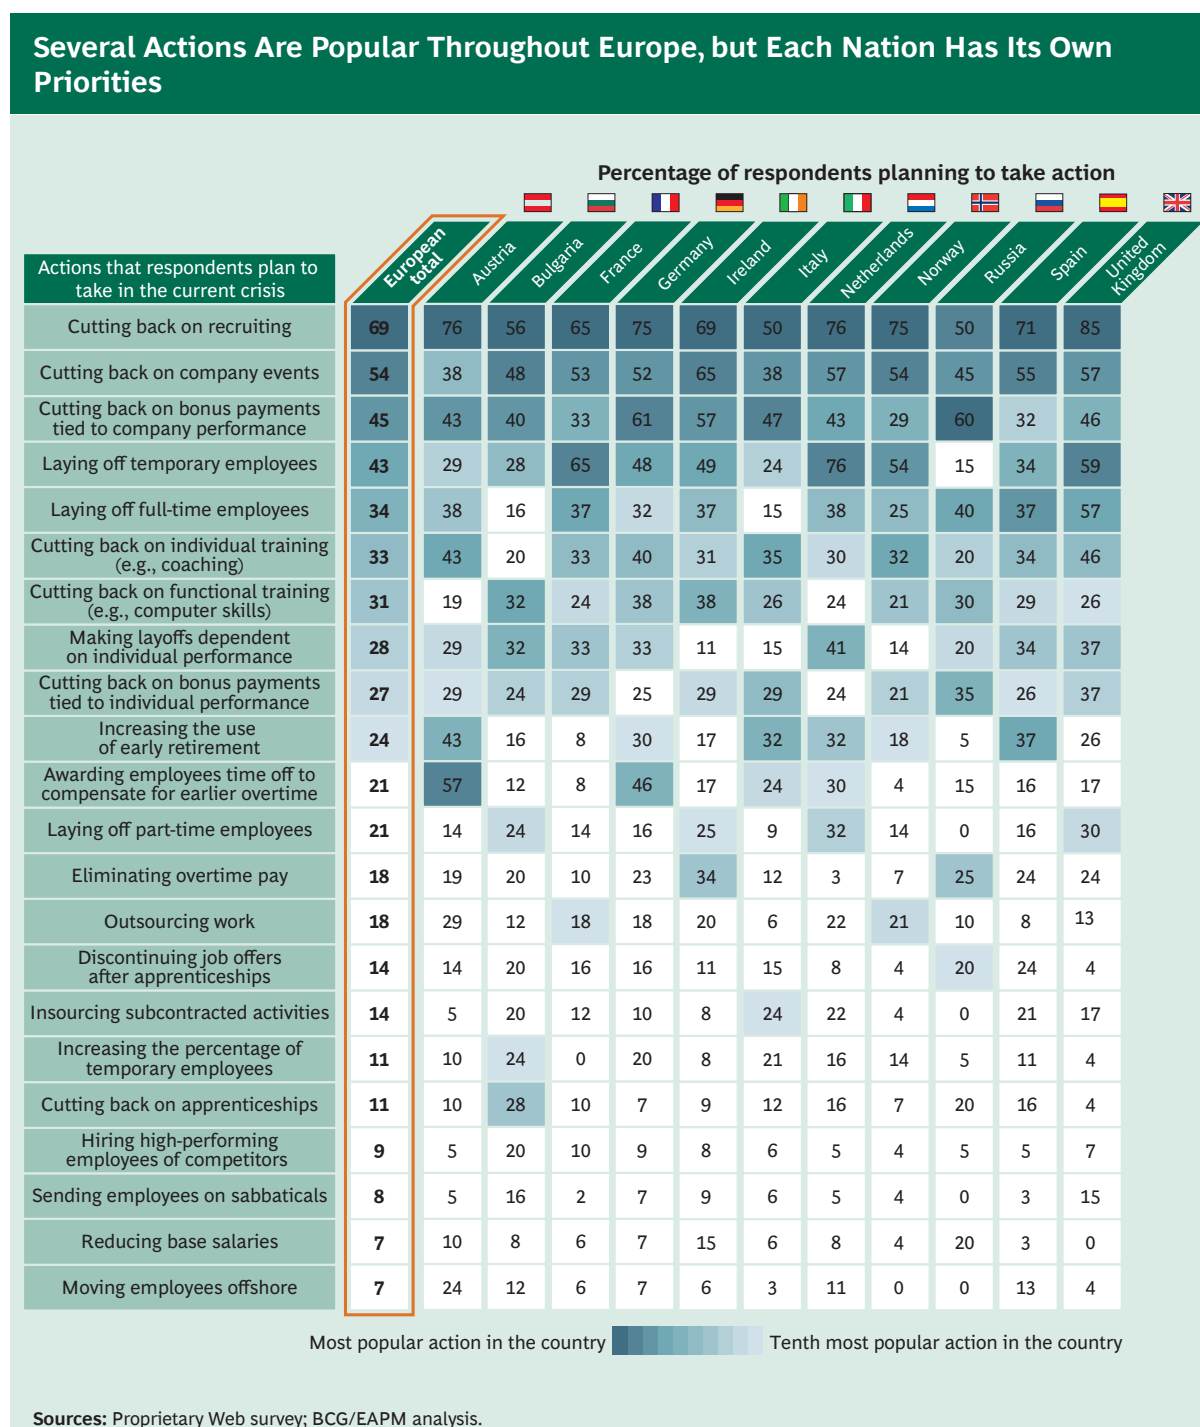 Several Actions Are Popular Throughout Europe, but Each Nation Has Its Own
Priorities
Percentage of respondents planning to take action
Actions that respondents plan to
take in the current crisis
European
total
Austria
Bulgaria
France
Germany
Ireland
Italy
Netherlands
Norway
Russia
Spain
United
Kingdom
Cutting back on recruiting 69 76 56 65 75 69 50 76 75 50 71 85
Cutting back on company events 54 38 48 53 52 65 38 57 54 45 55 57
Cutting back on bonus payments
tied to company performance 45 43 40 33 61 57 47 43 29 60 32 46
Laying off temporary employees 43 29 28 65 48 49 24 76 54 15 34 59
Laying off full-time employees 34 38 16 37 32 37 15 38 25 40 37 57
Cutting back on individual training
(e.g., coaching) 33 43 20 33 40 31 35 30 32 20 34 46
Cutting back on functional training
(e.g., computer skills) 31 19 32 24 38 38 26 24 21 30 29 26
Making layoffs dependent
on individual performance 28 29 32 33 33 11 15 41 14 20 34 37
Cutting back on bonus payments
tied to individual performance 27 29 24 29 25 29 29 24 21 35 26 37
Increasing the use
of early retirement 24 43 16 8 30 17 32 32 18 5 37 26
Awarding employees time off to
compensate for earlier overtime 21 57 12 8 46 17 24 30 4 15 16 17
Laying off part-time employees 21 14 24 14 16 25 9 32 14 0 16 30
Eliminating overtime pay 18 19 20 10 23 34 12 3 7 25 24 24
Outsourcing work 18 29 12 18 18 20 6 22 21 10 8 13
Discontinuing job offers
after apprenticeships 14 14 20 16 16 11 15 8 4 20 24 4
Insourcing subcontracted activities 14 5 20 12 10 8 24 22 4 0 21 17
Increasing the percentage of
temporary employees 11 10 24 0 20 8 21 16 14 5 11 4
Cutting back on apprenticeships 11 10 28 10 7 9 12 16 7 20 16 4
Hiring high-performing
employees of competitors 9 5 20 10 9 8 6 5 4 5 5 7
Sending employees on sabbaticals 8 5 16 2 7 9 6 5 4 0 3 15
Reducing base salaries 7 10 8 6 7 15 6 8 4 20 3 0
Moving employees offshore 7 24 12 6 7 6 3 11 0 0 13 4
Most popular action in the country Tenth most popular action in the country
Sources: Proprietary Web survey; BCG/EAPM analysis.